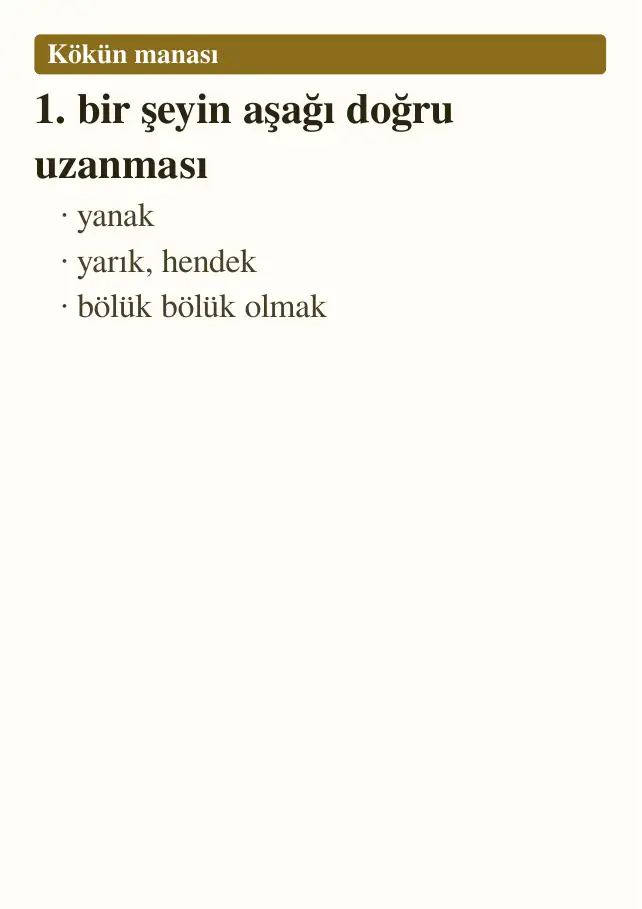 Kökün manası
1. bir şeyin aşağı doğru
uzanması
· yanak
· yarık, hendek
· bölük bölük olmak